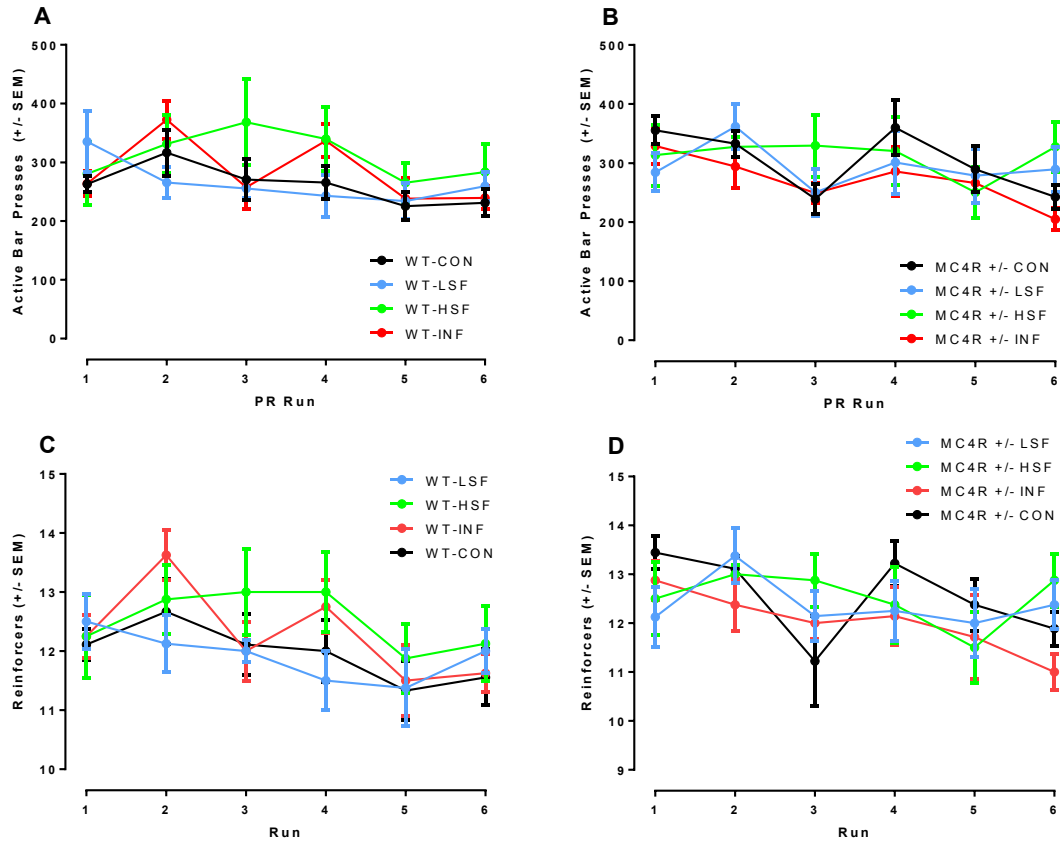 A
Active Bar Presses (+/- SEM)
500
400
300
200
100
0
WT-CON
WT-LSF
WT-HSF
WT-INF
1 2 3 4 5 6
PR Run
B
Active Bar Presses (+/- SEM)
500
400
300
200
100
0
MC4R +/- CON
MC4R +/- LSF
MC4R +/- HSF
MC4R +/- INF
1 2 3 4 5 6
PR Run
C
Reinforcers (+/- SEM)
15
14
13
12
11
10
WT-LSF
WT-HSF
WT-INF
WT-CON
1 2 3 4 5 6
Run
D
Reinforcers (+/- SEM)
15
14
13
12
11
10
9
MC4R +/- LSF
MC4R +/- HSF
MC4R +/- INF
MC4R +/- CON
1 2 3 4 5 6
Run